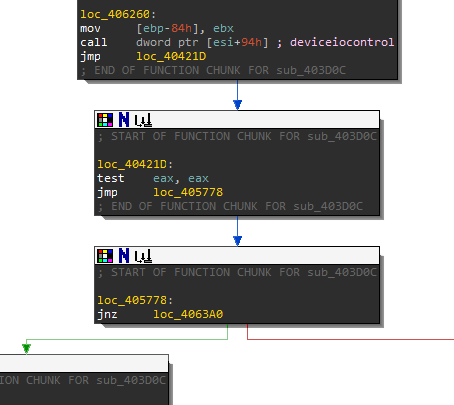 loc_406260:
mov [ebp-84h], ebx
call dword ptr [esi+94h] ; deviceiocontrol
jmp loc_40421D
; END OF FUNCTION CHUNK FOR sub_403D0C
N
; START OF FUNCTION CHUNK FOR sub_403D0C
loc_40421D:
test eax, eax
jmp loc_405778
; END OF FUNCTION CHUNK FOR sub_403D0C
N
; START OF FUNCTION CHUNK FOR sub_403D0C
loc_405778:
jnz loc_4063A0
ION CHUNK FOR sub_403D0C